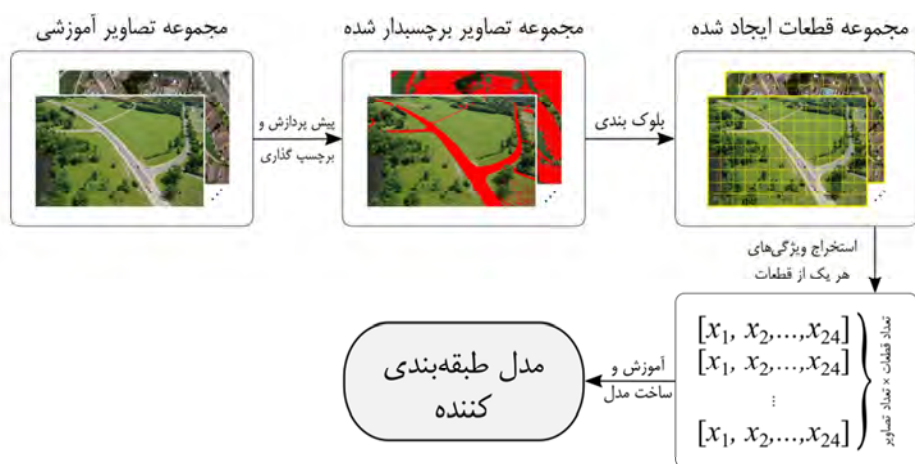 مجموعه تصاویر آموزشی
مجموعه تصاویر برچسبدار شده
مجموعه قطعات ایجاد شده
پیش پردازش و
برچسب گذاری
بلوک بندی
...
...
...
استخراج ویژگی‌های
هر یک از قطعات
[x1, x2,...,x24]
[x1, x2,...,x24]
...
[x1, x2,...,x24]
تعداد قطعات × تعداد تصاویر
آموزش و
ساخت مدل
مدل طبقه‌بندی
کننده